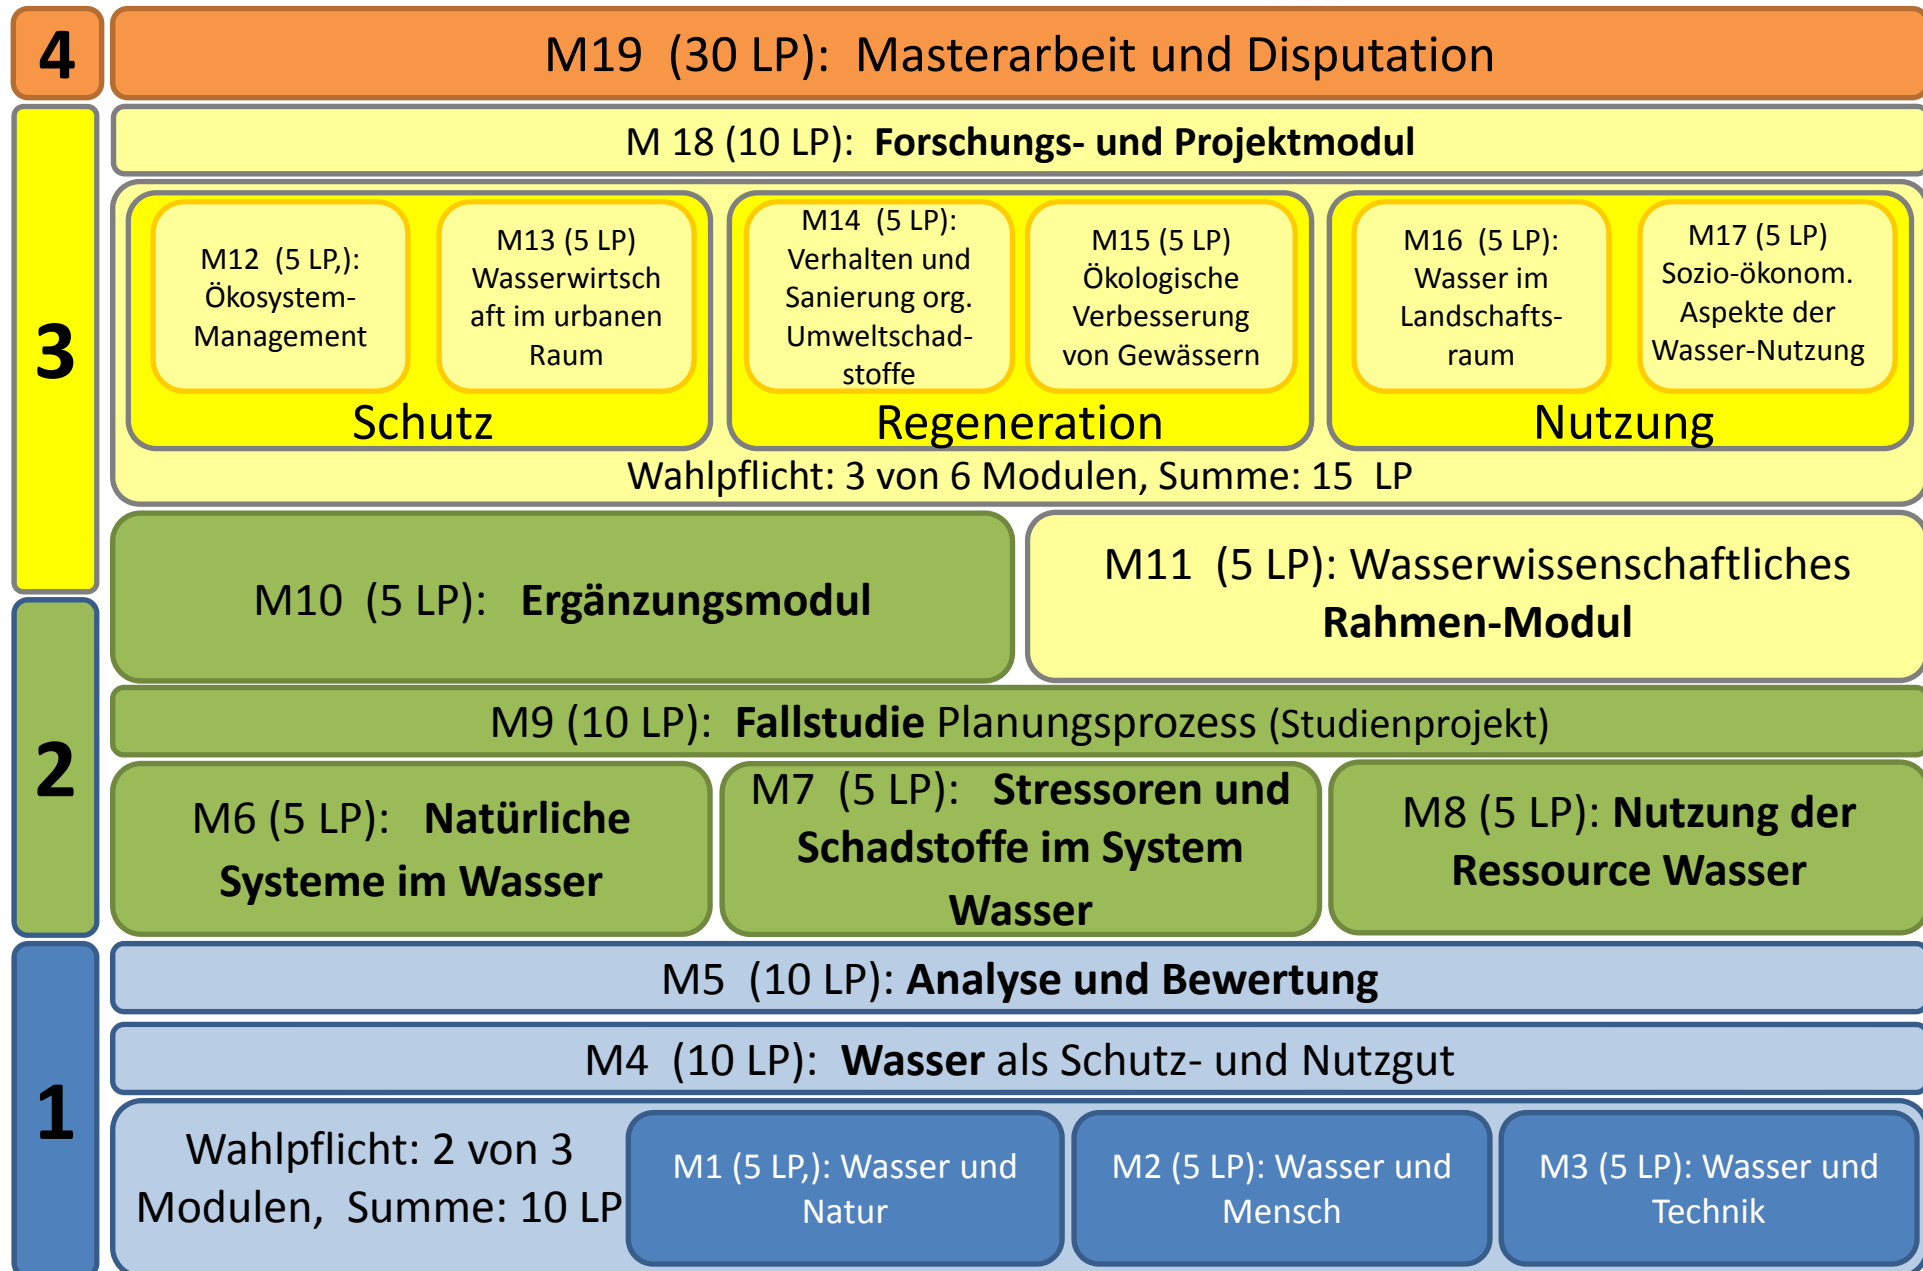 4
M19 (30 LP): Masterarbeit und Disputation
3
M 18 (10 LP): Forschungs- und Projektmodul
M12 (5 LP,):
Ökosystem-
Management
M13 (5 LP)
Wasserwirtsch
aft im urbanen
Raum
Schutz
M14 (5 LP):
Verhalten und
Sanierung org.
Umweltschad-
stoffe
M15 (5 LP)
Ökologische
Verbesserung
von Gewässern
Regeneration
M16 (5 LP):
Wasser im
Landschafts-
raum
M17 (5 LP)
Sozio-ökonom.
Aspekte der
Wasser-Nutzung
Nutzung
Wahlpflicht: 3 von 6 Modulen, Summe: 15 LP
M10 (5 LP): Ergänzungsmodul
M11 (5 LP): Wasserwissenschaftliches
Rahmen-Modul
2
M9 (10 LP): Fallstudie Planungsprozess (Studienprojekt)
M6 (5 LP): Natürliche
Systeme im Wasser
M7 (5 LP): Stressoren und
Schadstoffe im System
Wasser
M8 (5 LP): Nutzung der
Ressource Wasser
1
M5 (10 LP): Analyse und Bewertung
M4 (10 LP): Wasser als Schutz- und Nutzgut
Wahlpflicht: 2 von 3
Modulen, Summe: 10 LP
M1 (5 LP,): Wasser und
Natur
M2 (5 LP): Wasser und
Mensch
M3 (5 LP): Wasser und
Technik